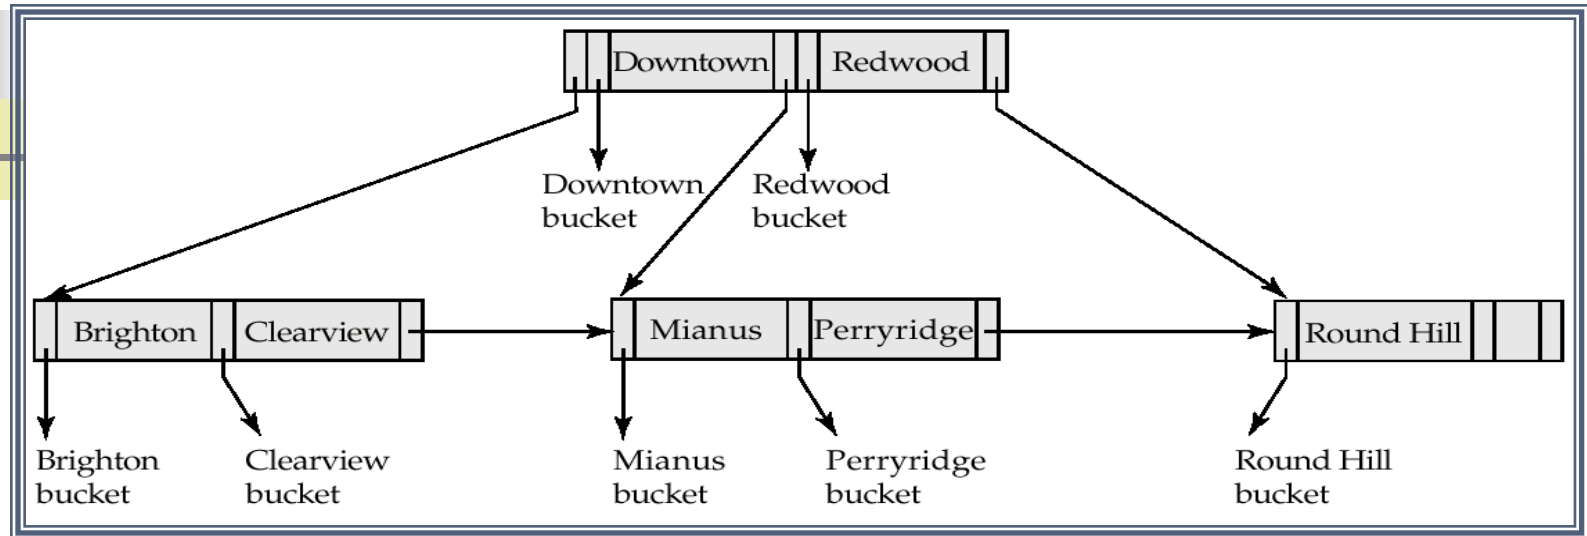 Downtown Redwood
Downtown
bucket
Redwood
bucket
Brighton Clearview
Mianus Perryridge
Round Hill
Brighton
bucket
Clearview
bucket
Mianus
bucket
Perryridge
bucket
Round Hill
bucket